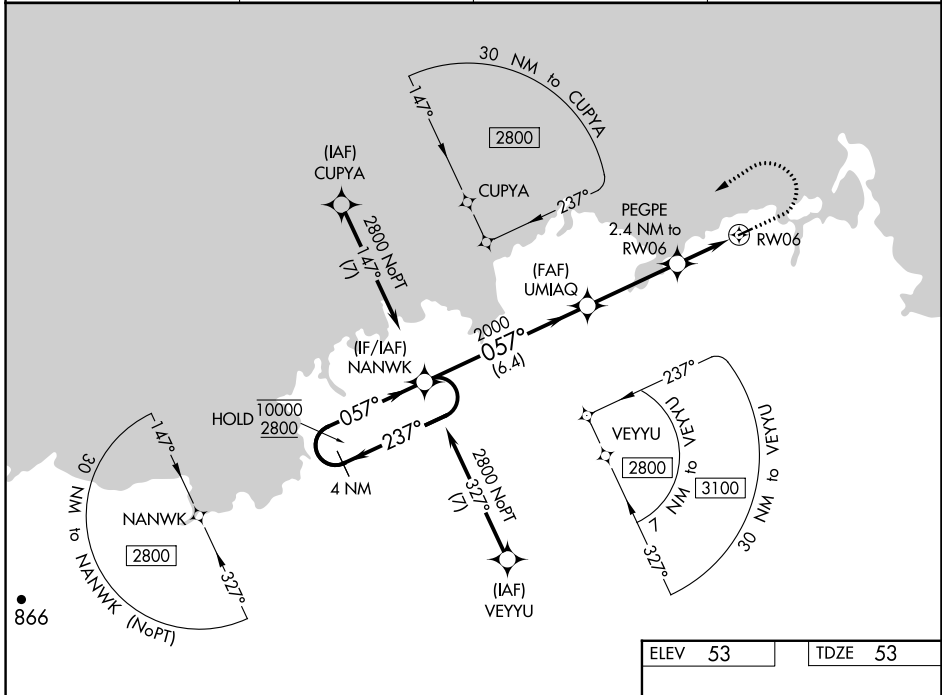 30 NM to CUPYA
147°
2800
237°
CUPYA
(IAF)
CUPYA
2800 NoPT
147°
(7)
PEGPE
2.4 NM to
RW06
RW06
(FAF)
UMIAQ
2000
057°
(6.4)
(IF/IAF)
NANWK
HOLD
10000
2800
057°
237°
4 NM
147°
30 NM to NANWK (NoPT)
NANWK
2800
327°
866
2800 NoPT
327°
(7)
(IAF)
VEYYU
237°
VEYYU
2800
7 NM to VEYYU
3100
30 NM to VEYYU
327°
ELEV 53
TDZE 53